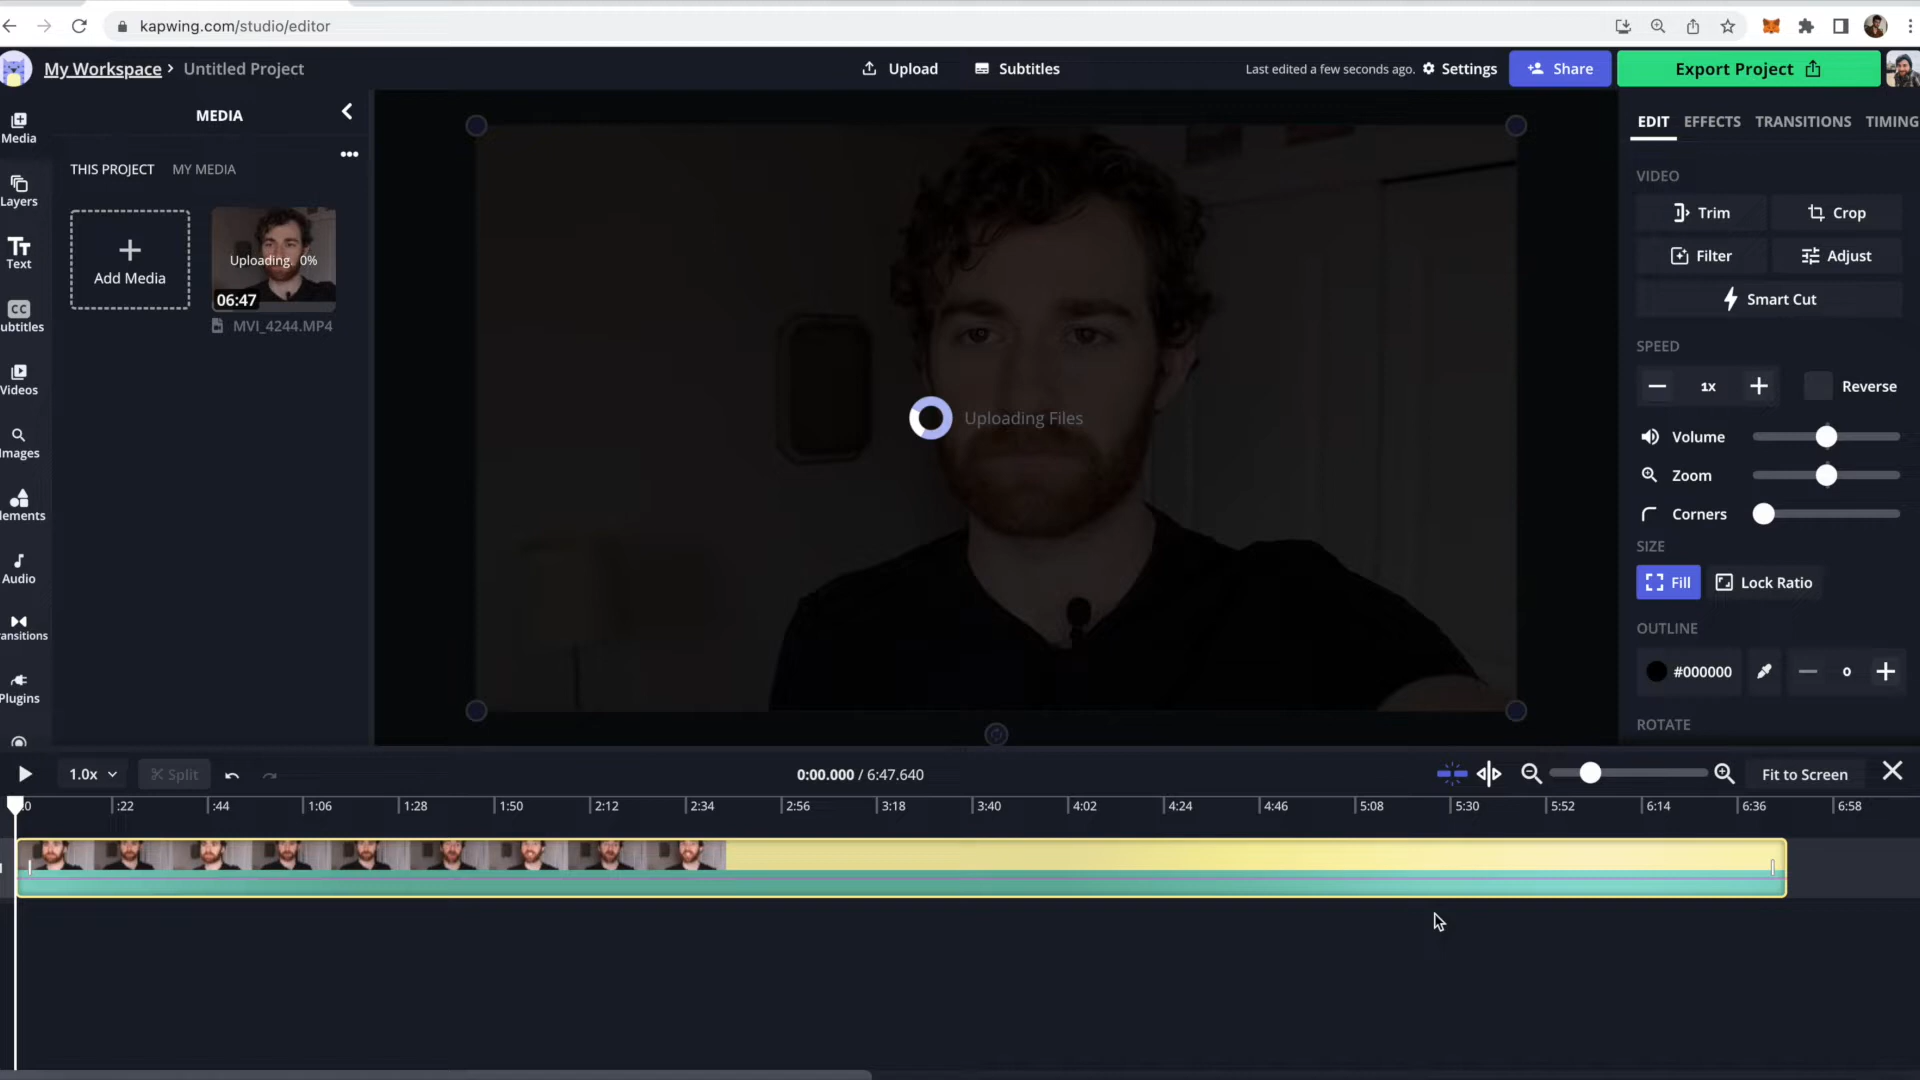 kapwing.com/studio/editor
My Workspace > Untitled Project
Upload
Subtitles
Last edited a few seconds ago.
Settings
Share
Export Project
Media
Layers
Text
ubtitles
Videos
Images
lements
Audio
ransitions
Plugins
MEDIA
THIS PROJECT
MY MEDIA
Add Media
Uploading. 0%
06:47
MVI_4244.MP4
Uploading Files
EDIT
EFFECTS
TRANSITIONS
TIMING
VIDEO
Trim
Crop
Filter
Adjust
Smart Cut
SPEED
1x
Reverse
Volume
Zoom
Corners
SIZE
Fill
Lock Ratio
OUTLINE
#000000
0
ROTATE
1.0x
Split
0:00.000 / 6:47.640
Fit to Screen
:0 :22 :44 1:06 1:28 1:50 2:12 2:34 2:56 3:18 3:40 4:02 4:24 4:46 5:08 5:30 5:52 6:14 6:36 6:58